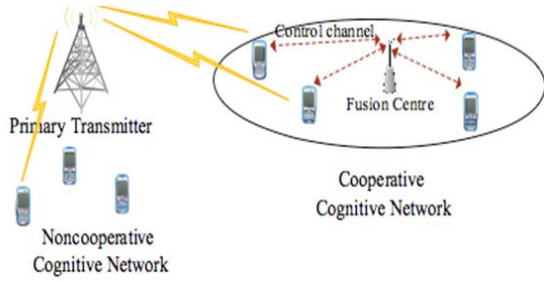 Control channel
Fusion Centre
Primary Transmitter
Cooperative
Cognitive Network
Noncooperative
Cognitive Network